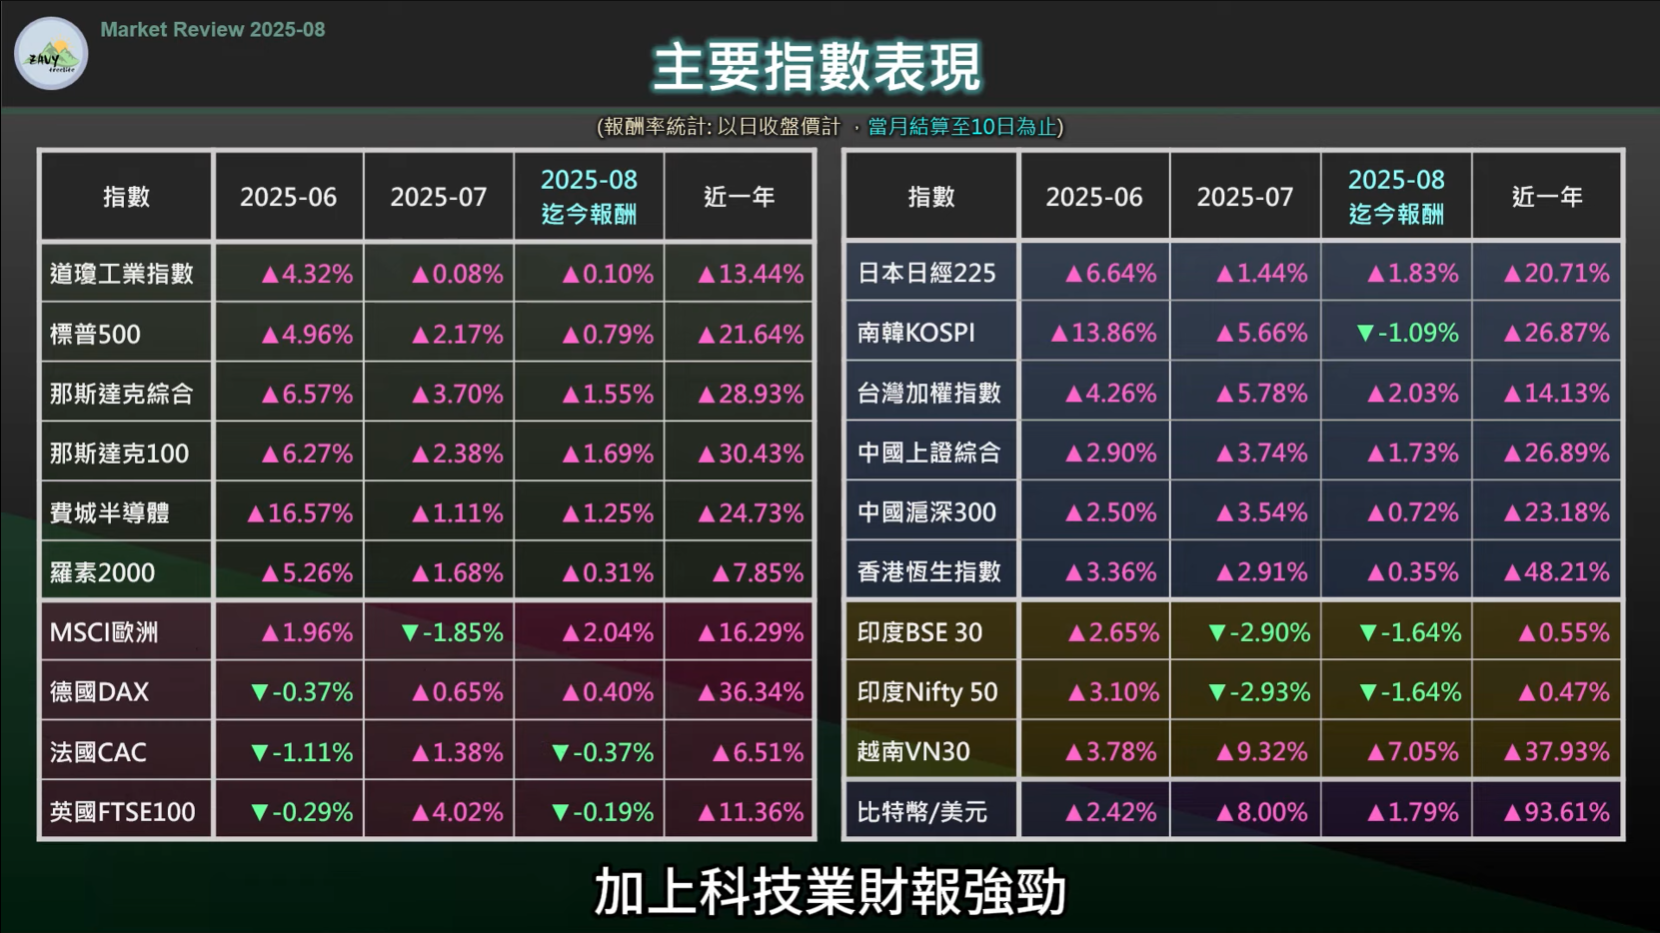 ZAVY
freelife
Market Review 2025-08
主要指數表現
(報酬率統計: 以日收盤價計 ，當月結算至10日為止)
指數 2025-06 2025-07 2025-08 迄今報酬 近一年
道瓊工業指數 ▲4.32% ▲0.08% ▲0.10% ▲13.44%
標普500 ▲4.96% ▲2.17% ▲0.79% ▲21.64%
那斯達克綜合 ▲6.57% ▲3.70% ▲1.55% ▲28.93%
那斯達克100 ▲6.27% ▲2.38% ▲1.69% ▲30.43%
費城半導體 ▲16.57% ▲1.11% ▲1.25% ▲24.73%
羅素2000 ▲5.26% ▲1.68% ▲0.31% ▲7.85%
MSCI歐洲 ▲1.96% ▼-1.85% ▲2.04% ▲16.29%
德國DAX ▼-0.37% ▲0.65% ▲0.40% ▲36.34%
法國CAC ▼-1.11% ▲1.38% ▼-0.37% ▲6.51%
英國FTSE100 ▼-0.29% ▲4.02% ▼-0.19% ▲11.36%
指數 2025-06 2025-07 2025-08 迄今報酬 近一年
日本日經225 ▲6.64% ▲1.44% ▲1.83% ▲20.71%
南韓KOSPI ▲13.86% ▲5.66% ▼-1.09% ▲26.87%
台灣加權指數 ▲4.26% ▲5.78% ▲2.03% ▲14.13%
中國上證綜合 ▲2.90% ▲3.74% ▲1.73% ▲26.89%
中國滬深300 ▲2.50% ▲3.54% ▲0.72% ▲23.18%
香港恆生指數 ▲3.36% ▲2.91% ▲0.35% ▲48.21%
印度BSE 30 ▲2.65% ▼-2.90% ▼-1.64% ▲0.55%
印度Nifty 50 ▲3.10% ▼-2.93% ▼-1.64% ▲0.47%
越南VN30 ▲3.78% ▲9.32% ▲7.05% ▲37.93%
比特幣/美元 ▲2.42% ▲8.00% ▲1.79% ▲93.61%
加上科技業財報強勁